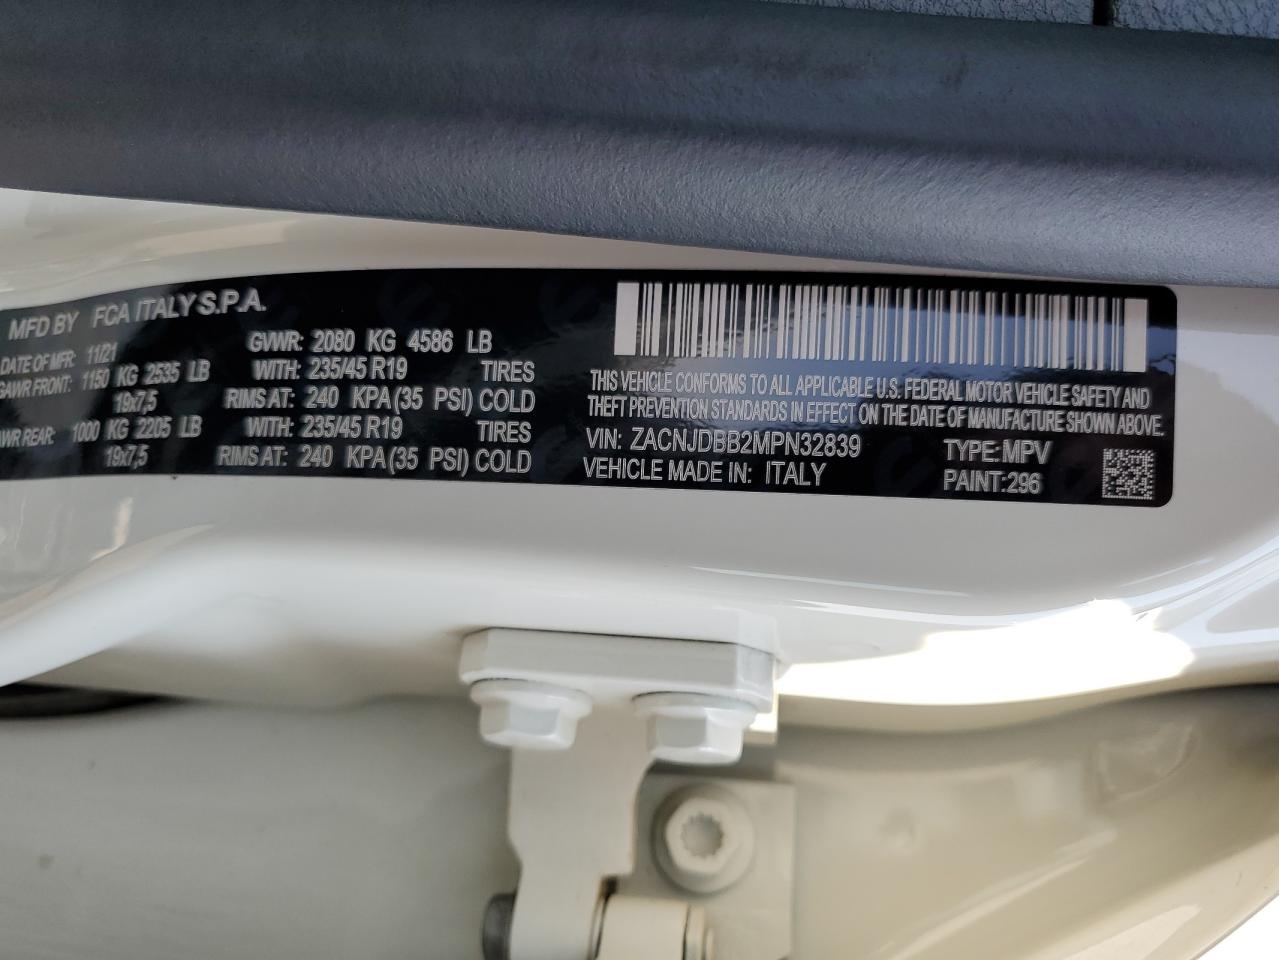 MFD BY FCA ITALY S.P.A.
DATE OF MFR: 11/21 GVWR: 2080 KG 4586 LB
GAWR FRONT: 1150 KG 2535 LB WITH: 235/45 R19 TIRES
19x7,5 RIMS AT: 240 KPA(35 PSI) COLD
WR REAR: 1000 KG 2205 LB WITH: 235/45 R19 TIRES
19x7,5 RIMS AT: 240 KPA(35 PSI) COLD
THIS VEHICLE CONFORMS TO ALL APPLICABLE U.S. FEDERAL MOTOR VEHICLE SAFETY AND
THEFT PREVENTION STANDARDS IN EFFECT ON THE DATE OF MANUFACTURE SHOWN ABOVE.
VIN: ZACNJDBB2MPN32839 TYPE: MPV
VEHICLE MADE IN: ITALY PAINT:296